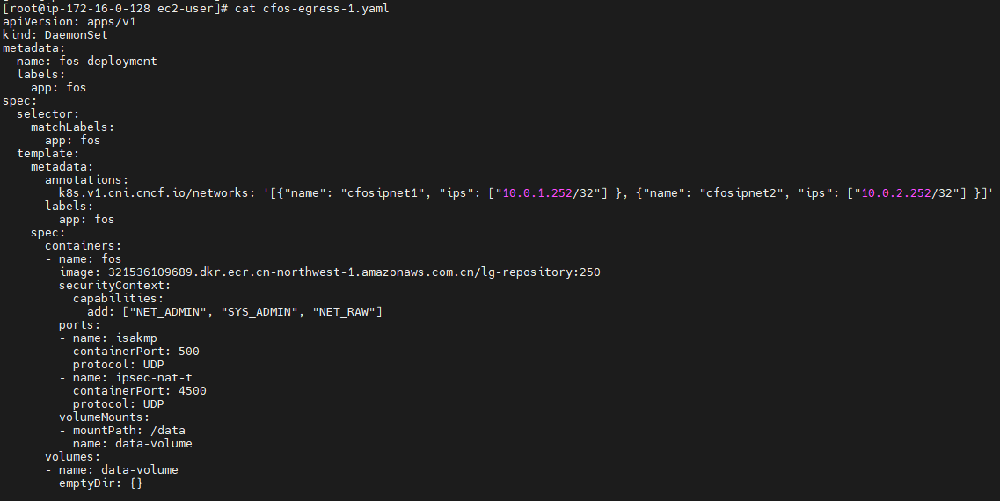 [root@ip-172-16-0-128 ec2-user]# cat cfos-egress-1.yaml
apiVersion: apps/v1
kind: DaemonSet
metadata:
  name: fos-deployment
  labels:
    app: fos
spec:
  selector:
    matchLabels:
      app: fos
  template:
    metadata:
      annotations:
        k8s.v1.cni.cncf.io/networks: '[{"name": "cfosipnet1", "ips": ["10.0.1.252/32"] }, {"name": "cfosipnet2", "ips": ["10.0.2.252/32"] }]'
      labels:
        app: fos
    spec:
      containers:
      - name: fos
        image: 321536109689.dkr.ecr.cn-northwest-1.amazonaws.com.cn/lg-repository:250
        securityContext:
          capabilities:
            add: ["NET_ADMIN", "SYS_ADMIN", "NET_RAW"]
        ports:
        - name: isakmp
          containerPort: 500
          protocol: UDP
        - name: ipsec-nat-t
          containerPort: 4500
          protocol: UDP
        volumeMounts:
        - mountPath: /data
          name: data-volume
      volumes:
      - name: data-volume
        emptyDir: {}